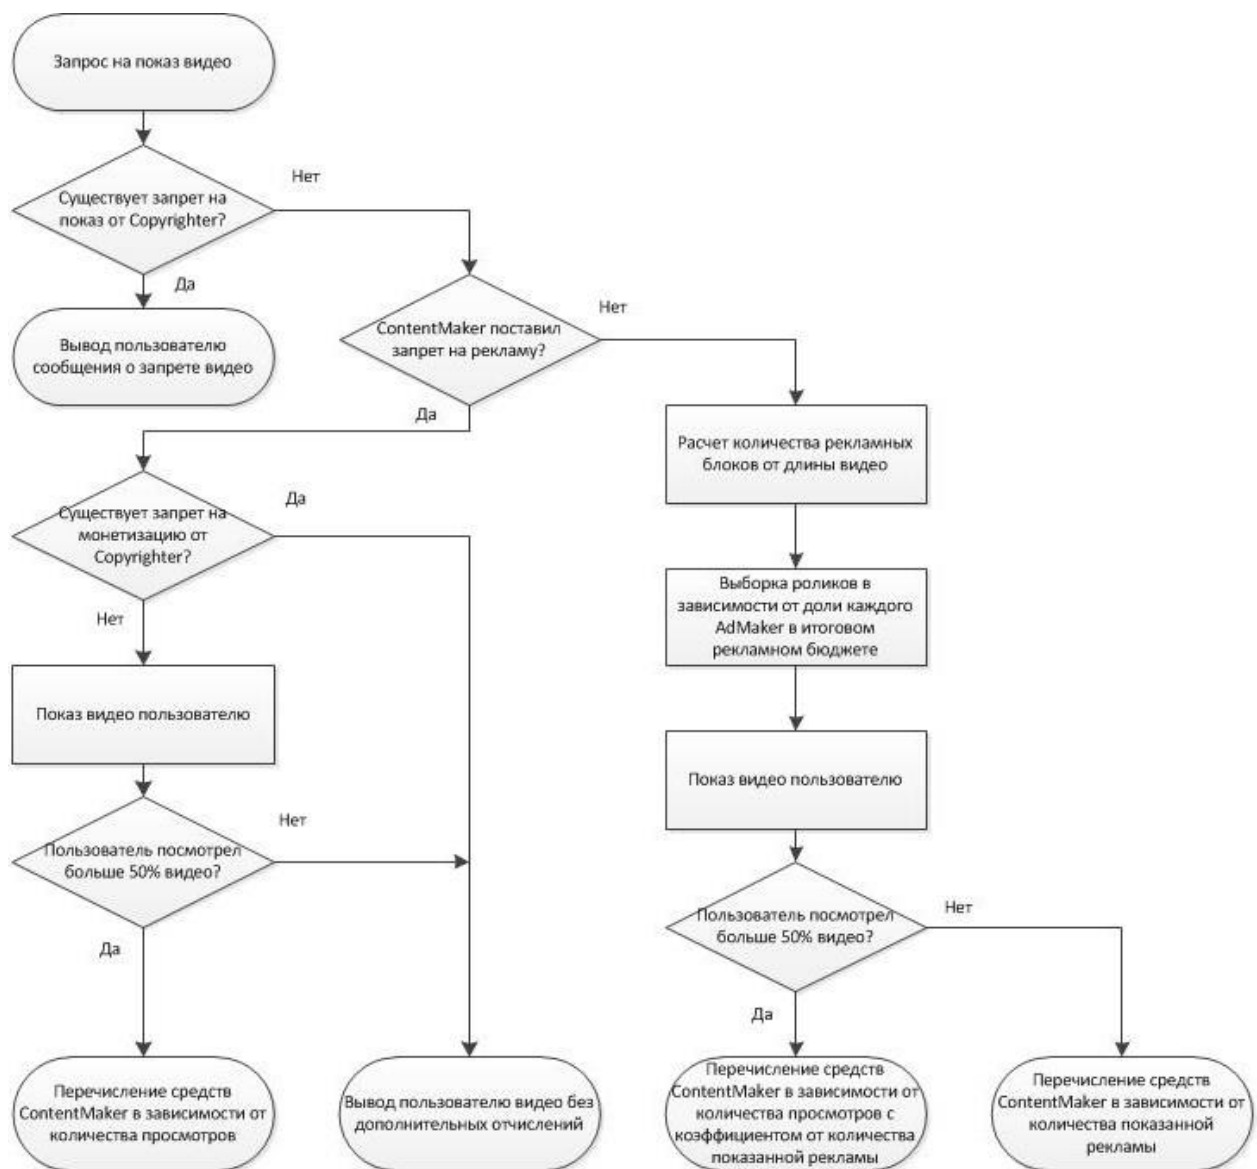 Запрос на показ видео
Существует запрет на
показ от Copyrighter?
Нет
Да
Вывод пользователю
сообщения о запрете видео
ContentMaker поставил
запрет на рекламу?
Нет
Да
Расчет количества рекламных
блоков от длины видео
Существует запрет на
монетизацию от
Copyrighter?
Да
Нет
Выборка роликов в
зависимости от доли каждого
AdMaker в итоговом
рекламном бюджете
Показ видео пользователю
Показ видео пользователю
Пользователь посмотрел
больше 50% видео?
Нет
Да
Пользователь посмотрел
больше 50% видео?
Нет
Да
Перечисление средств
ContentMaker в зависимости от
количества просмотров
Вывод пользователю видео без
дополнительных отчислений
Перечисление средств
ContentMaker в зависимости от
количества просмотров с
коэффициентом от количества
показанной рекламы
Перечисление средств
ContentMaker в зависимости от
количества показанной
рекламы